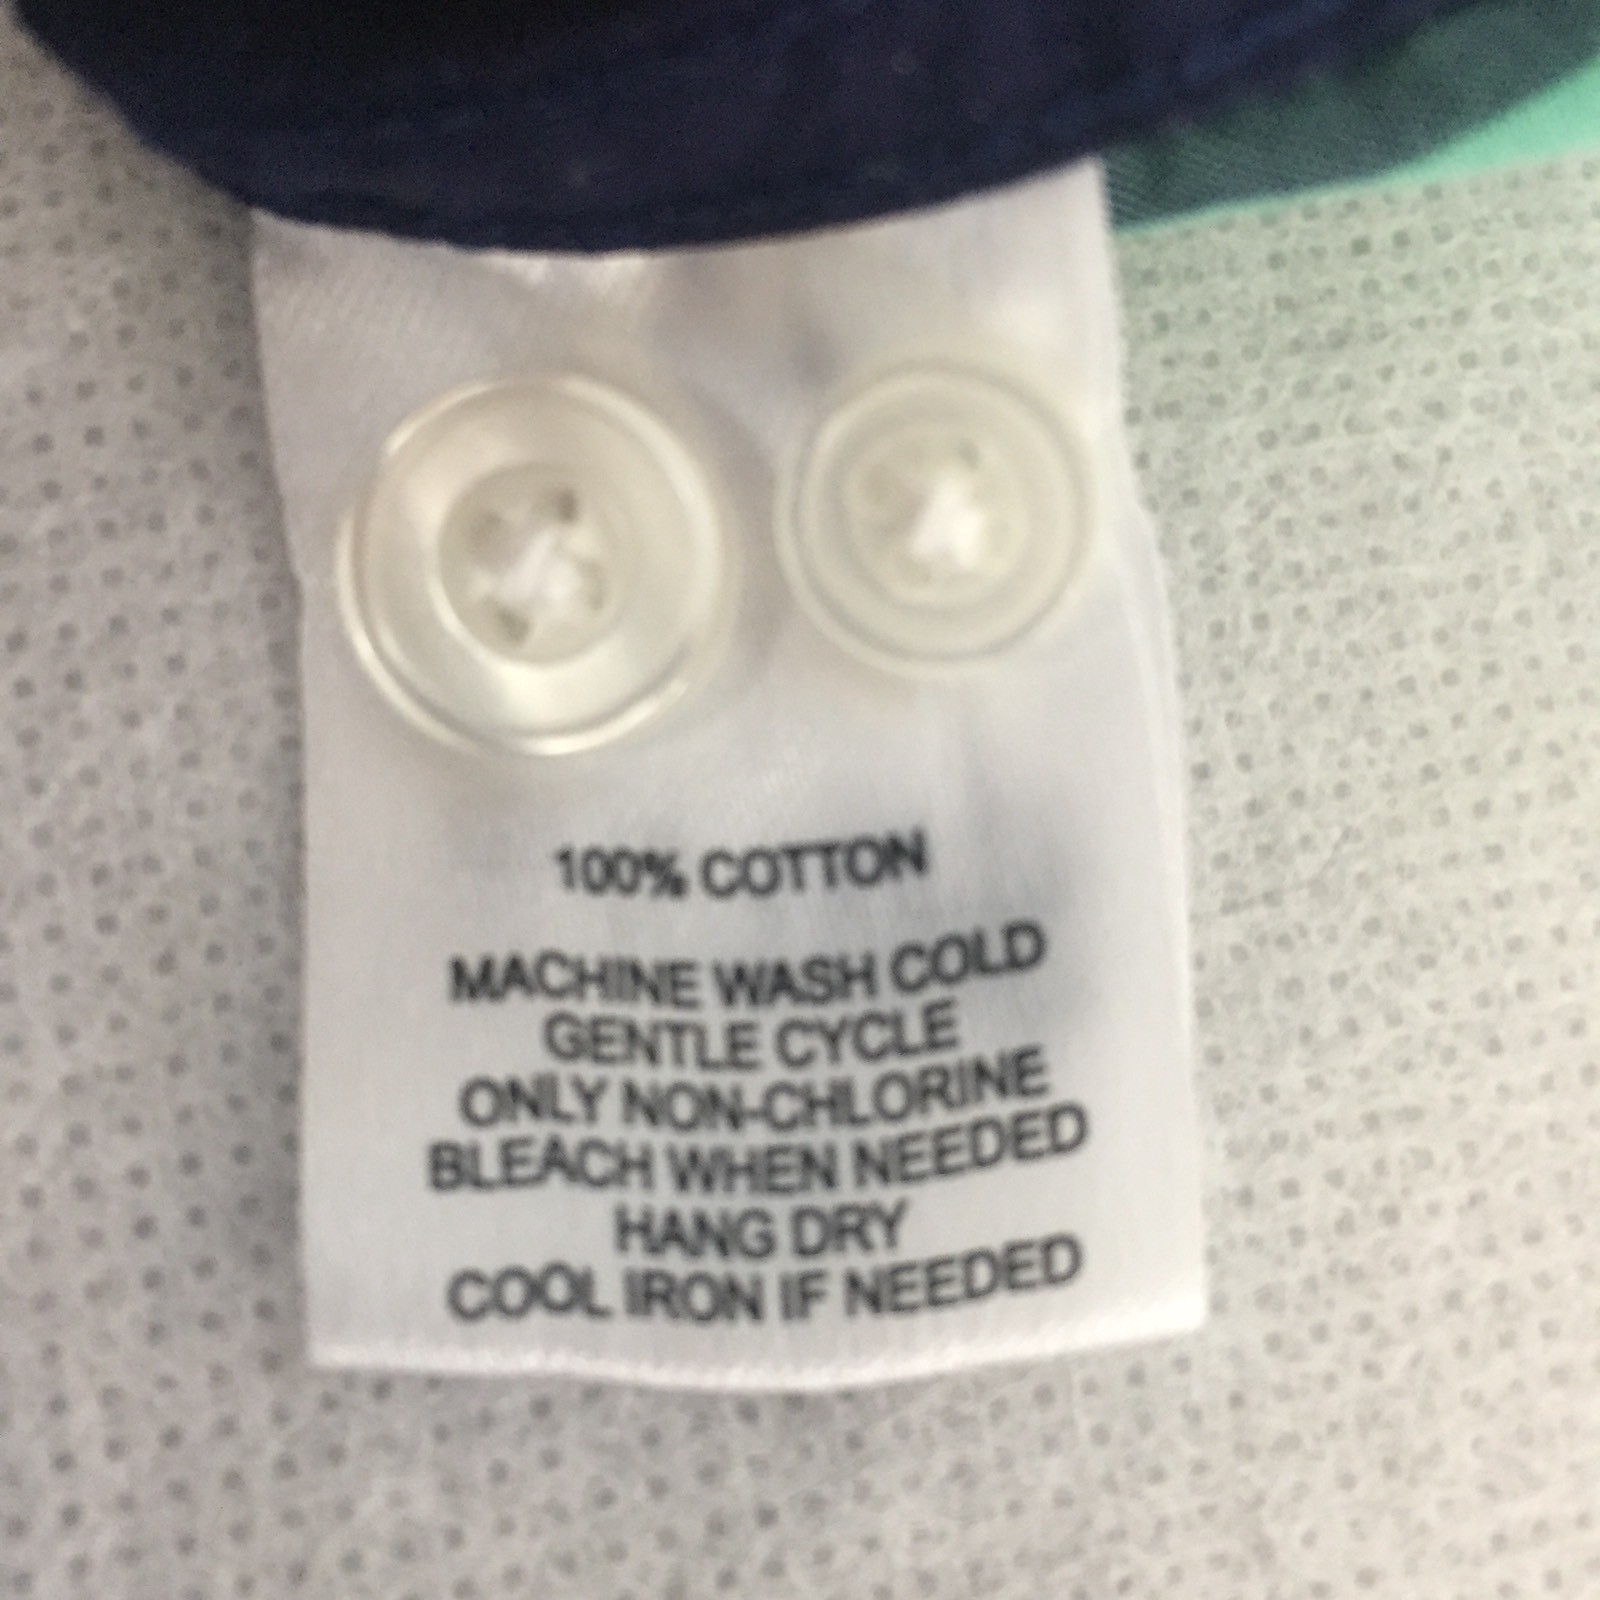 100% COTTON
MACHINE WASH COLD
GENTLE CYCLE
ONLY NON-CHLORINE
BLEACH WHEN NEEDED
HANG DRY
COOL IRON IF NEEDED